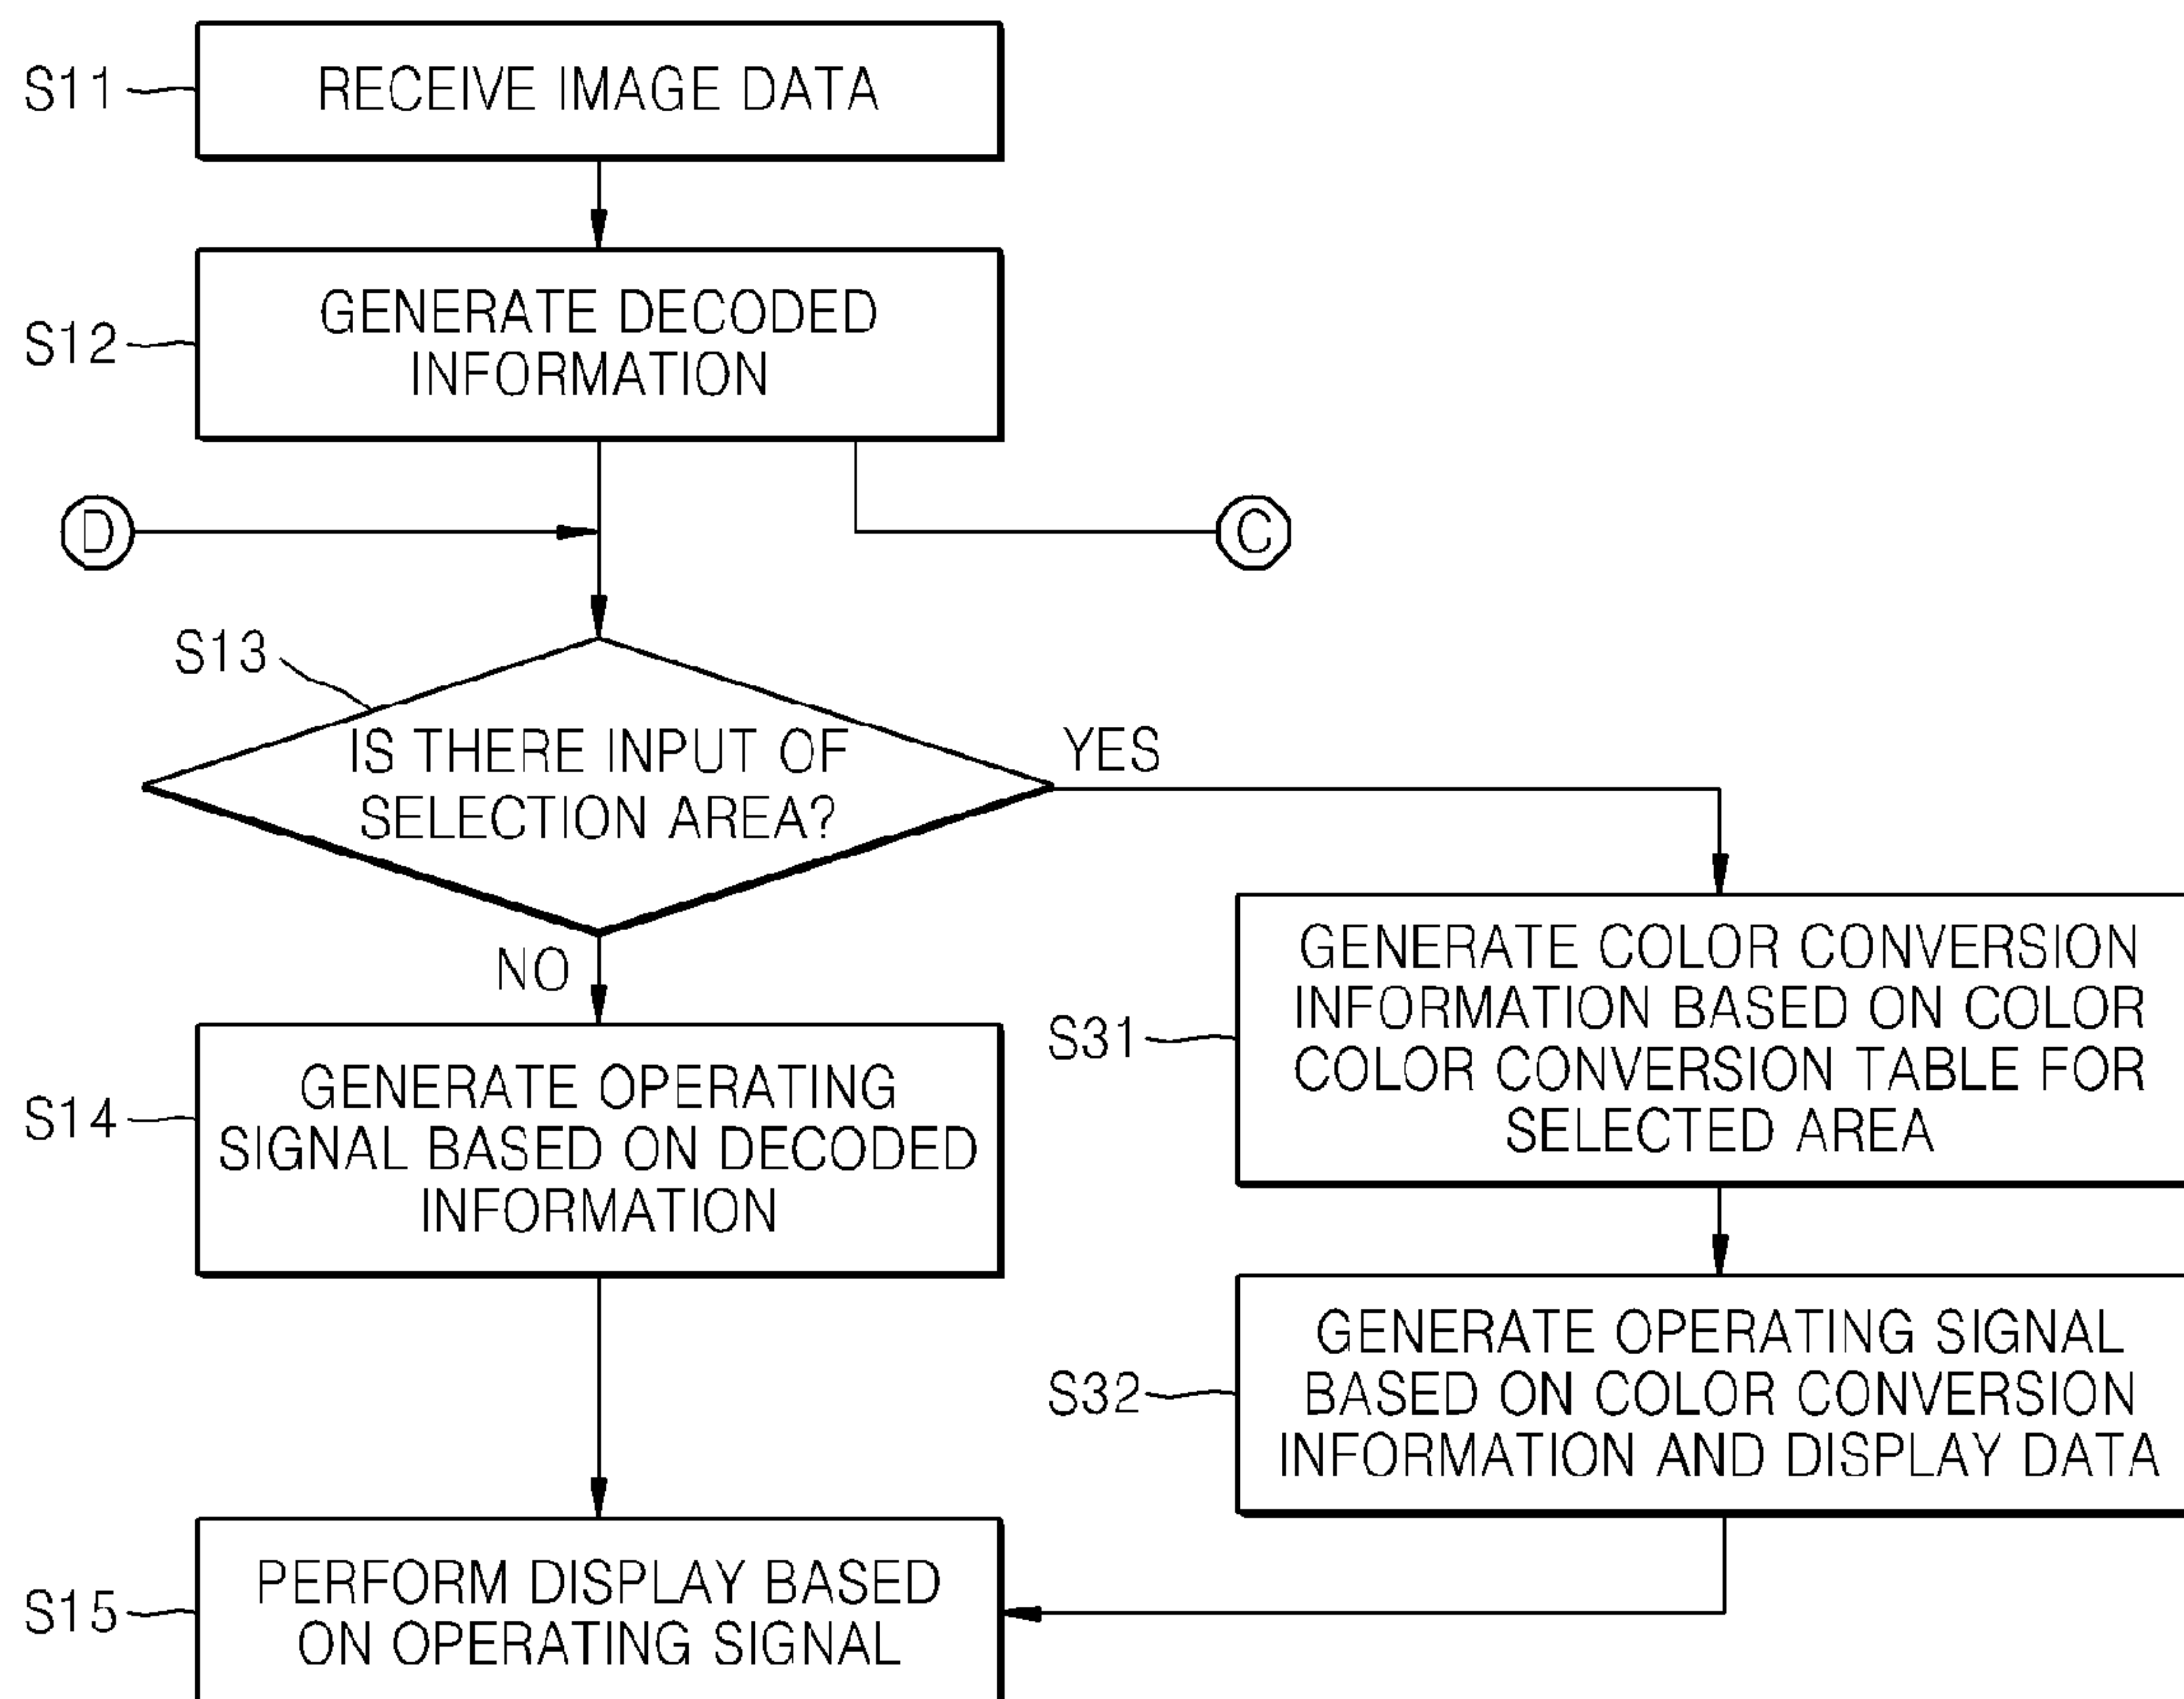 S11
RECEIVE IMAGE DATA
S12
GENERATE DECODED
INFORMATION
D
C
S13
IS THERE INPUT OF
SELECTION AREA?
YES
NO
S14
GENERATE OPERATING
SIGNAL BASED ON DECODED
INFORMATION
S31
GENERATE COLOR CONVERSION
INFORMATION BASED ON COLOR
COLOR CONVERSION TABLE FOR
SELECTED AREA
S32
GENERATE OPERATING SIGNAL
BASED ON COLOR CONVERSION
INFORMATION AND DISPLAY DATA
S15
PERFORM DISPLAY BASED
ON OPERATING SIGNAL